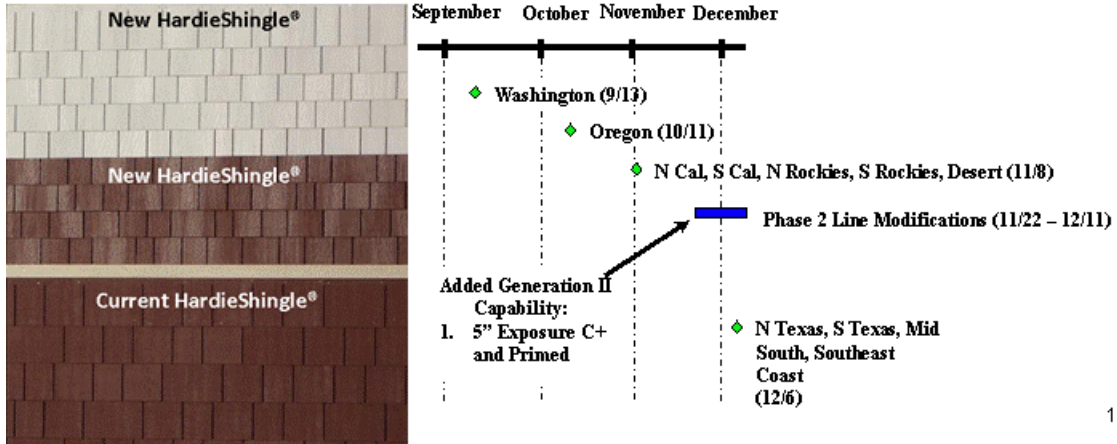 New HardieShingle®
New HardieShingle®
Current HardieShingle®
September October November December
Washington (9/13)
Oregon (10/11)
N Cal, S Cal, N Rockies, S Rockies, Desert (11/8)
Phase 2 Line Modifications (11/22 – 12/11)
Added Generation II
Capability:
1. 5” Exposure C+
and Primed
N Texas, S Texas, Mid
South, Southeast
Coast
(12/6)
1